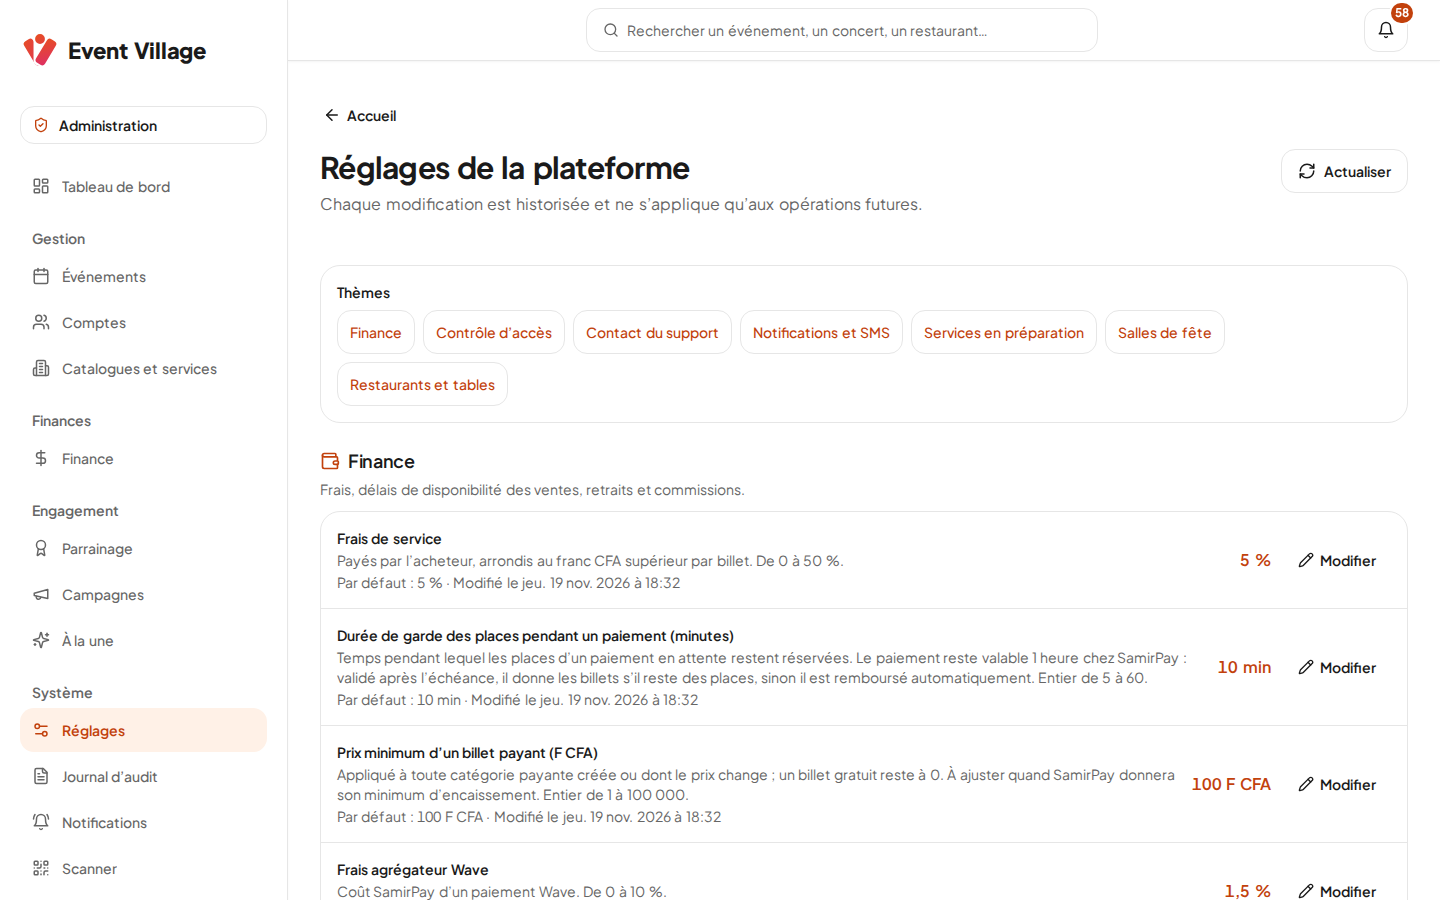 Event Village
Rechercher un événement, un concert, un restaurant…
58
Administration
Tableau de bord
Gestion
Événements
Comptes
Catalogues et services
Finances
Finance
Engagement
Parrainage
Campagnes
À la une
Système
Réglages
Journal d’audit
Notifications
Scanner
Accueil
Réglages de la plateforme
Chaque modification est historisée et ne s’applique qu’aux opérations futures.
Actualiser
Thèmes
Finance
Contrôle d’accès
Contact du support
Notifications et SMS
Services en préparation
Salles de fête
Restaurants et tables
Finance
Frais, délais de disponibilité des ventes, retraits et commissions.
Frais de service
Payés par l’acheteur, arrondis au franc CFA supérieur par billet. De 0 à 50 %.
Par défaut : 5 % · Modifié le jeu. 19 nov. 2026 à 18:32
5 %
Modifier
Durée de garde des places pendant un paiement (minutes)
Temps pendant lequel les places d’un paiement en attente restent réservées. Le paiement reste valable 1 heure chez SamirPay :
validé après l’échéance, il donne les billets s’il reste des places, sinon il est remboursé automatiquement. Entier de 5 à 60.
Par défaut : 10 min · Modifié le jeu. 19 nov. 2026 à 18:32
10 min
Modifier
Prix minimum d’un billet payant (F CFA)
Appliqué à toute catégorie payante créée ou dont le prix change ; un billet gratuit reste à 0. À ajuster quand SamirPay donnera
son minimum d’encaissement. Entier de 1 à 100 000.
Par défaut : 100 F CFA · Modifié le jeu. 19 nov. 2026 à 18:32
100 F CFA
Modifier
Frais agrégateur Wave
Coût SamirPay d’un paiement Wave. De 0 à 10 %.
1,5 %
Modifier